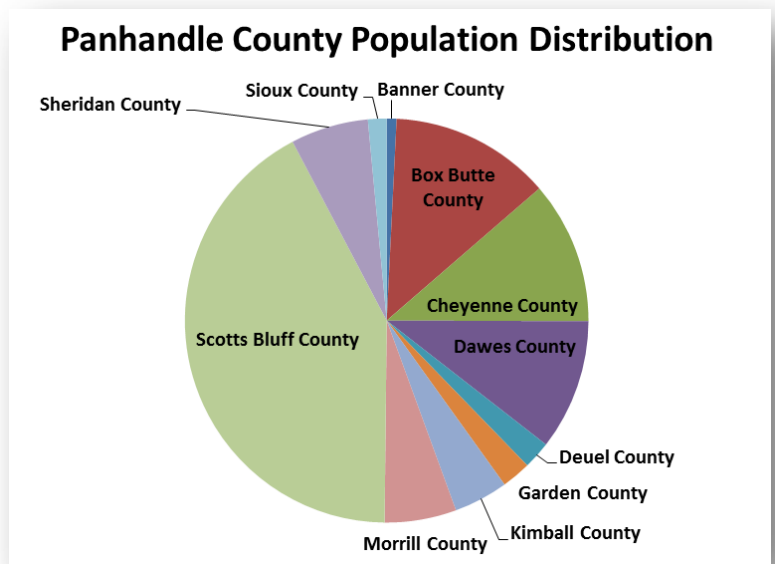 Panhandle County Population Distribution
Sioux County
Banner County
Sheridan County
Box Butte
County
Cheyenne County
Scotts Bluff County
Dawes County
Deuel County
Garden County
Kimball County
Morrill County